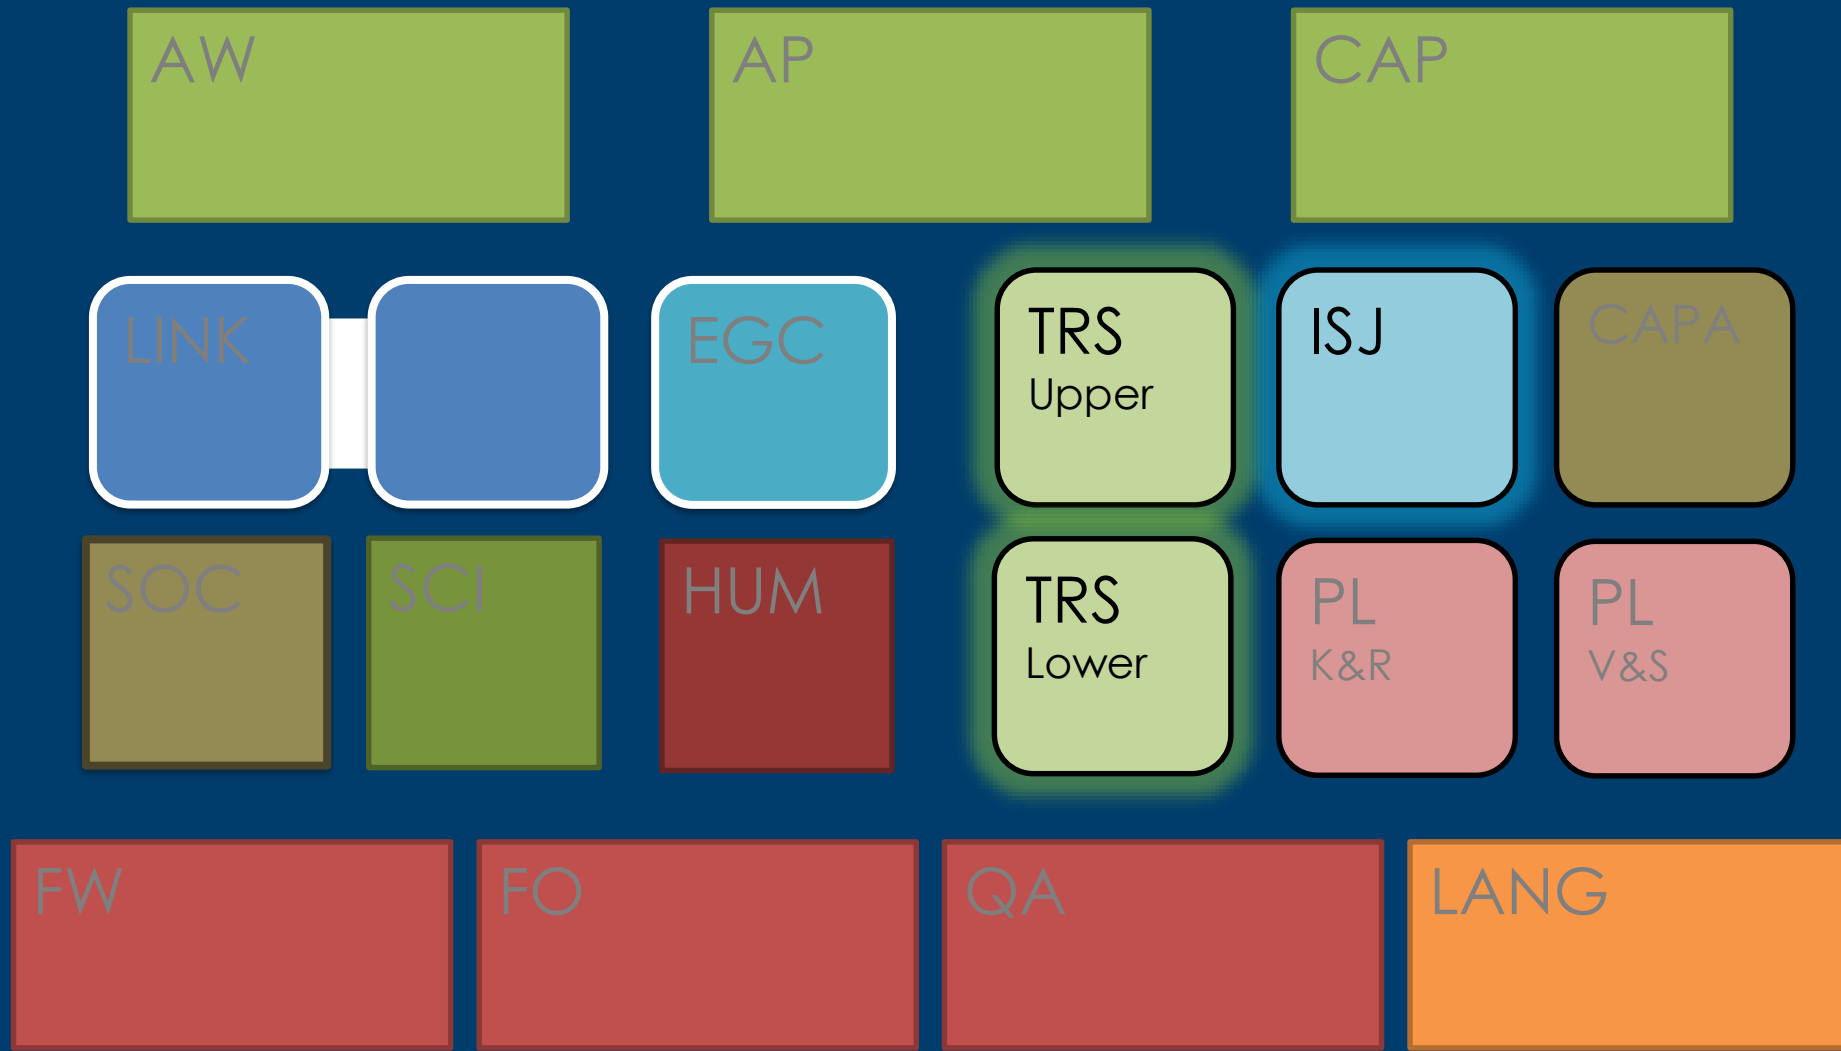 AW
AP
CAP
LINK
EGC
TRS
Upper
ISJ
CAPA
SOC
SCI
HUM
TRS
Lower
PL
K&R
PL
V&S
FW
FO
QA
LANG